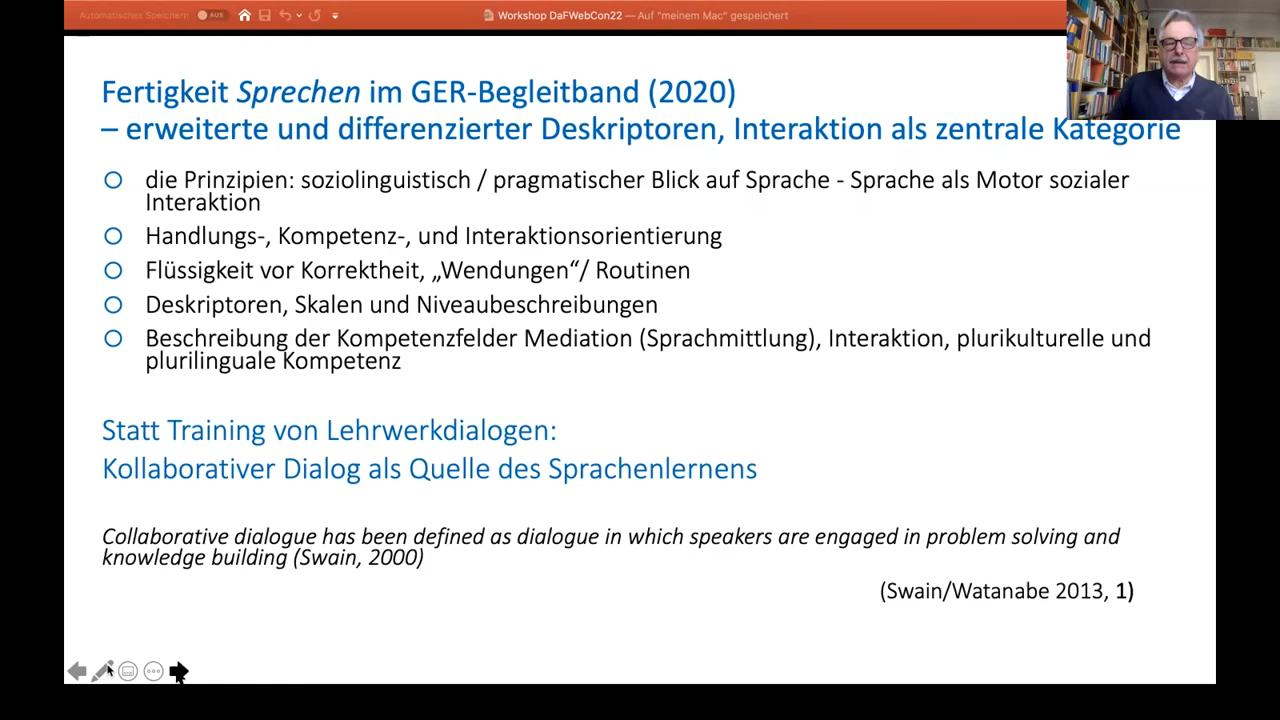 Automatisches Speichern AUS
Workshop DaFWebCon22 — Auf "meinem Mac" gespeichert
Fertigkeit Sprechen im GER-Begleitband (2020)
– erweiterte und differenzierter Deskriptoren, Interaktion als zentrale Kategorie
die Prinzipien: soziolinguistisch / pragmatischer Blick auf Sprache - Sprache als Motor sozialer
Interaktion
Handlungs-, Kompetenz-, und Interaktionsorientierung
Flüssigkeit vor Korrektheit, „Wendungen“/ Routinen
Deskriptoren, Skalen und Niveaubeschreibungen
Beschreibung der Kompetenzfelder Mediation (Sprachmittlung), Interaktion, plurikulturelle und
plurilinguale Kompetenz
Statt Training von Lehrwerkdialogen:
Kollaborativer Dialog als Quelle des Sprachenlernens
Collaborative dialogue has been defined as dialogue in which speakers are engaged in problem solving and
knowledge building (Swain, 2000)
(Swain/Watanabe 2013, 1)